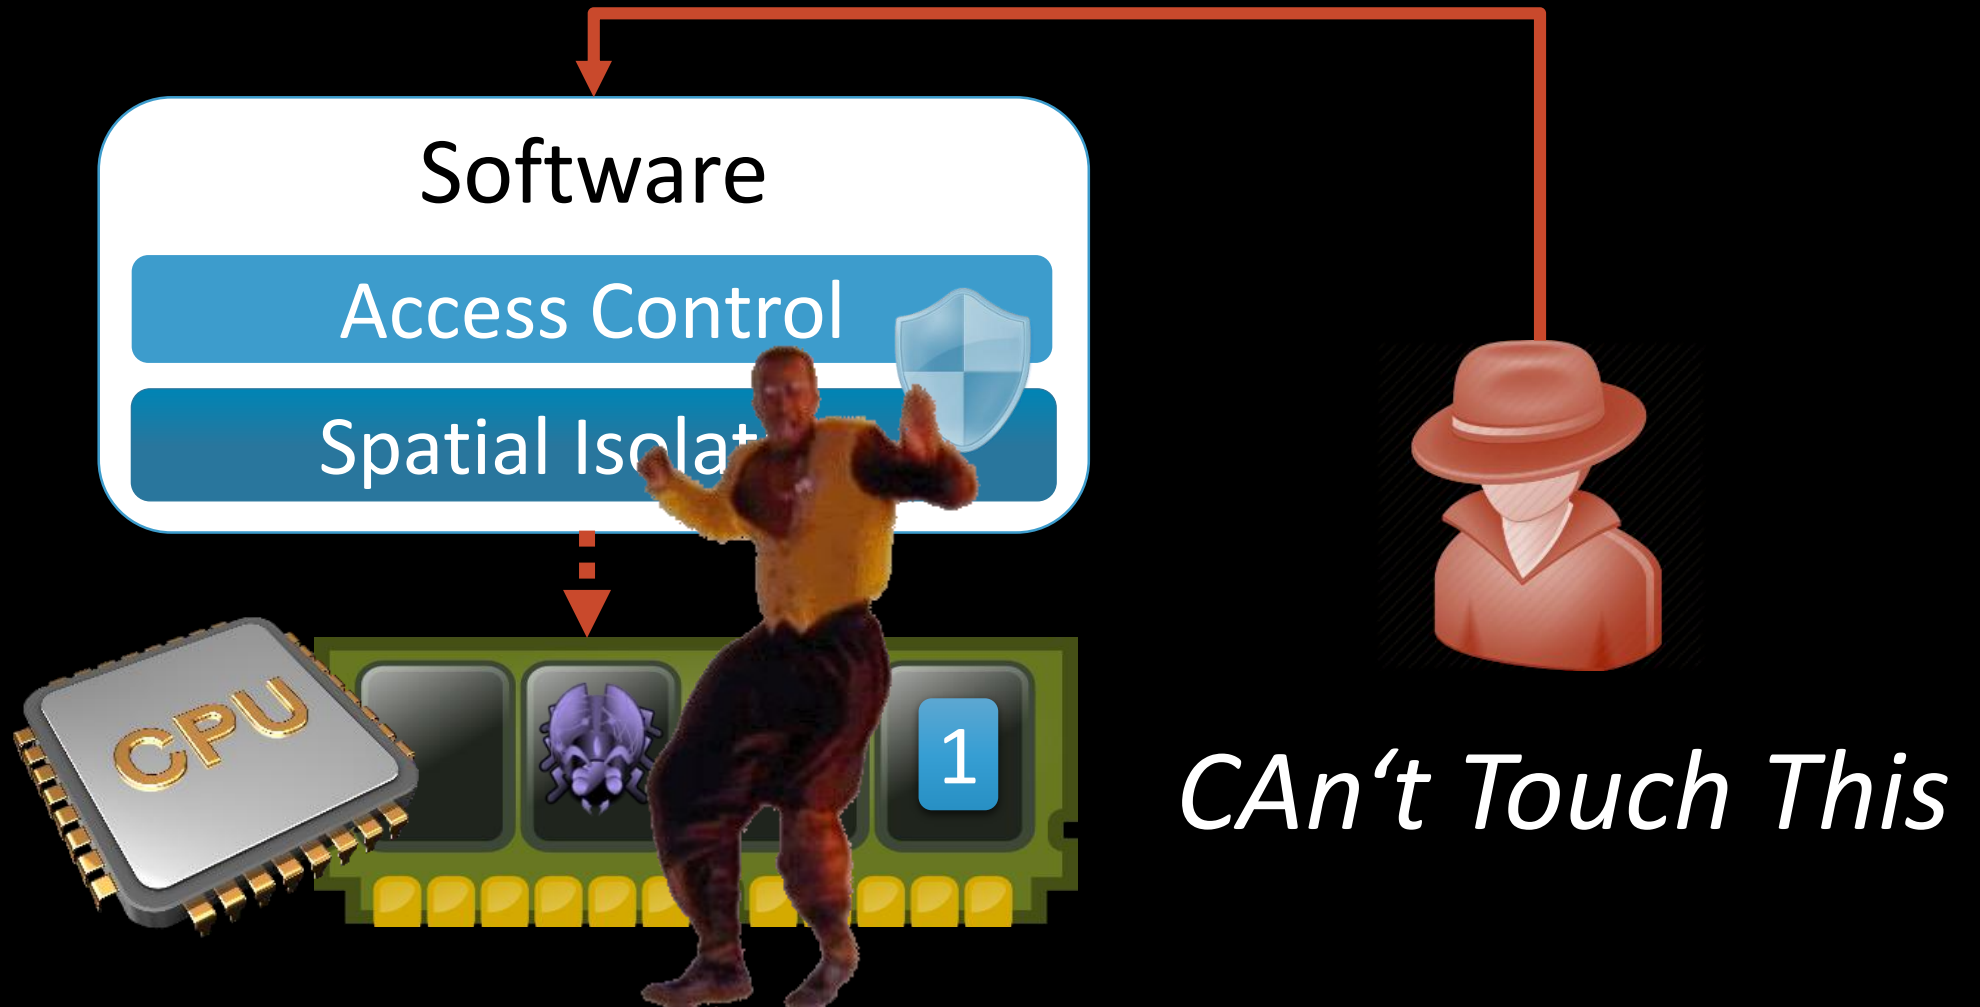 Software
Access Control
Spatial Isolat
CPU
1
CAn‘t Touch This